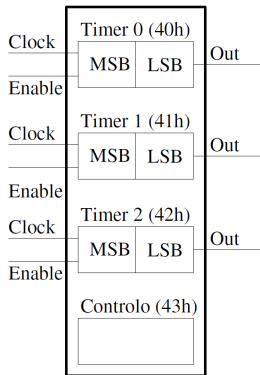 Timer 0 (40h)
Clock
MSB LSB
Out
Enable
Timer 1 (41h)
Clock
MSB LSB
Out
Enable
Timer 2 (42h)
Clock
MSB LSB
Out
Enable
Controlo (43h)